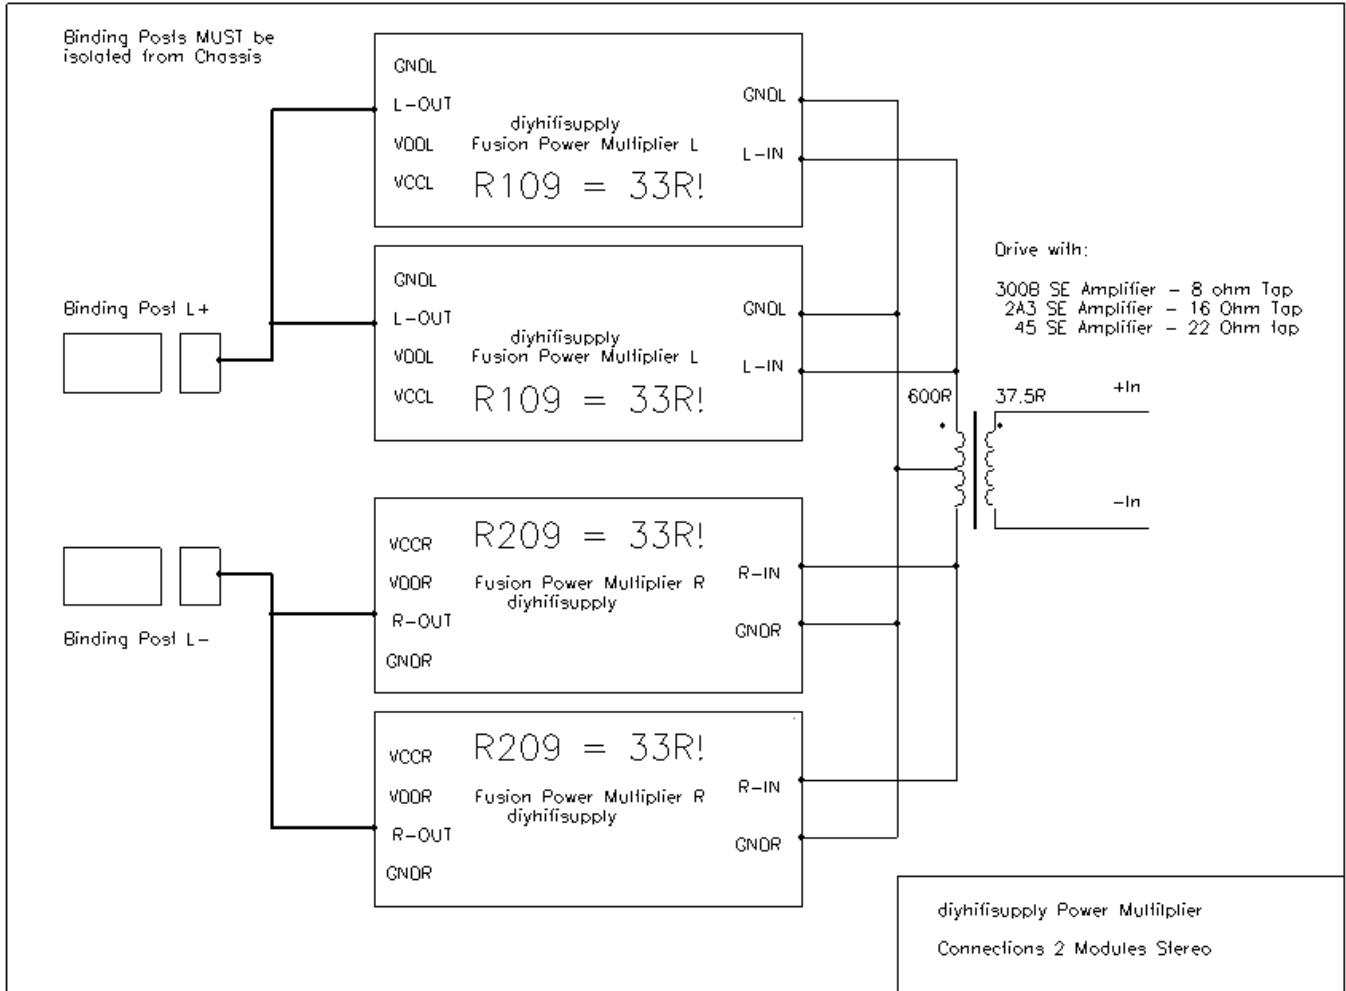 Binding Posts MUST be
isolated from Chassis
GNDL
L-OUT
VDDL
VCCL
diyhifisupply
Fusion Power Multiplier L
R109 = 33R!
GNDL
L-IN
GNDL
L-OUT
VDDL
VCCL
diyhifisupply
Fusion Power Multiplier L
R109 = 33R!
GNDL
L-IN
Binding Post L+
Drive with:
300B SE Amplifier - 8 ohm Tap
2A3 SE Amplifier - 16 Ohm Tap
45 SE Amplifier - 22 Ohm tap
600R
37.5R
+In
-In
VCCR
VDDR
R-OUT
GNDR
R209 = 33R!
Fusion Power Multiplier R
diyhifisupply
R-IN
GNDR
Binding Post L-
VCCR
VDDR
R-OUT
GNDR
R209 = 33R!
Fusion Power Multiplier R
diyhifisupply
R-IN
GNDR
diyhifisupply Power Multilplier
Connections 2 Modules Stereo